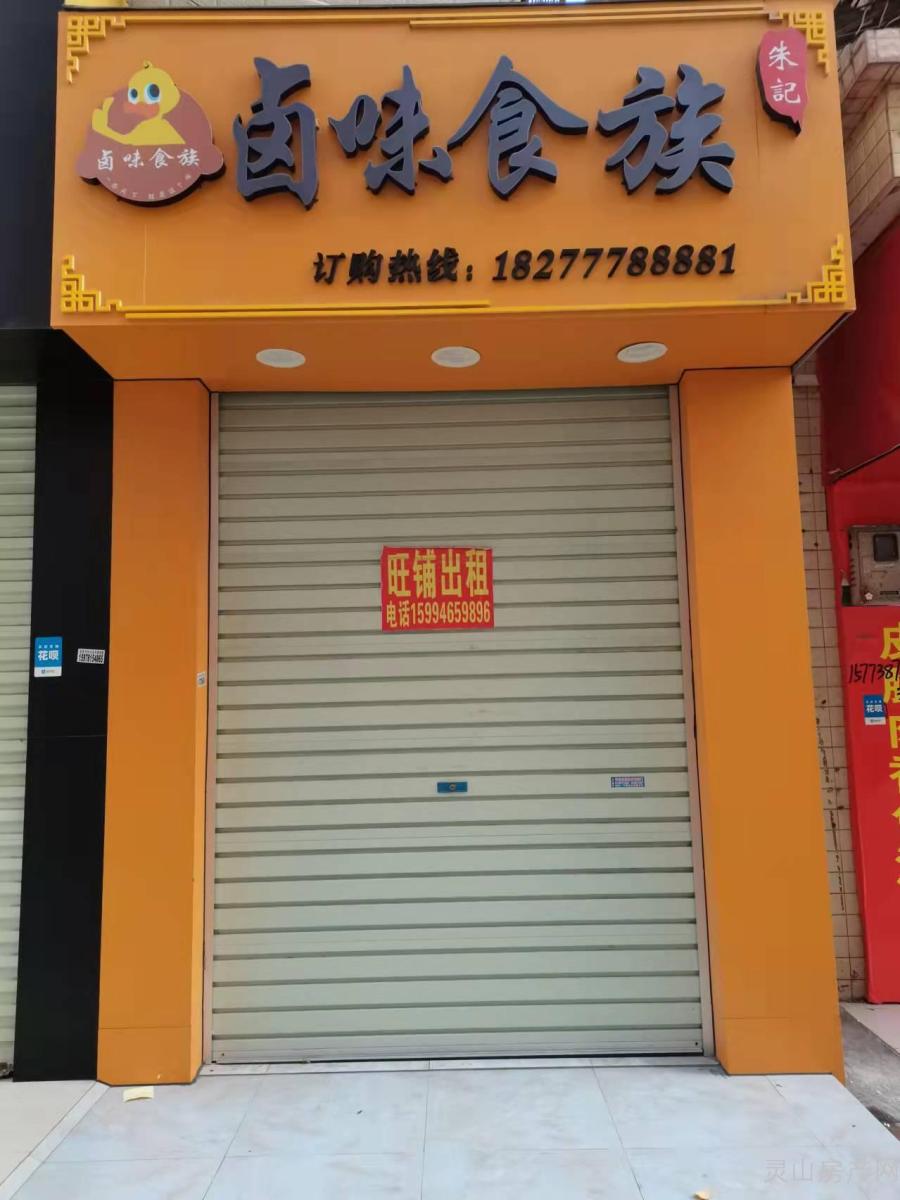 朱記
卤味食族
卤味食族
订购热线：18277788881
旺铺出租
电话15994659896
花呗
花呗
灵山房产网